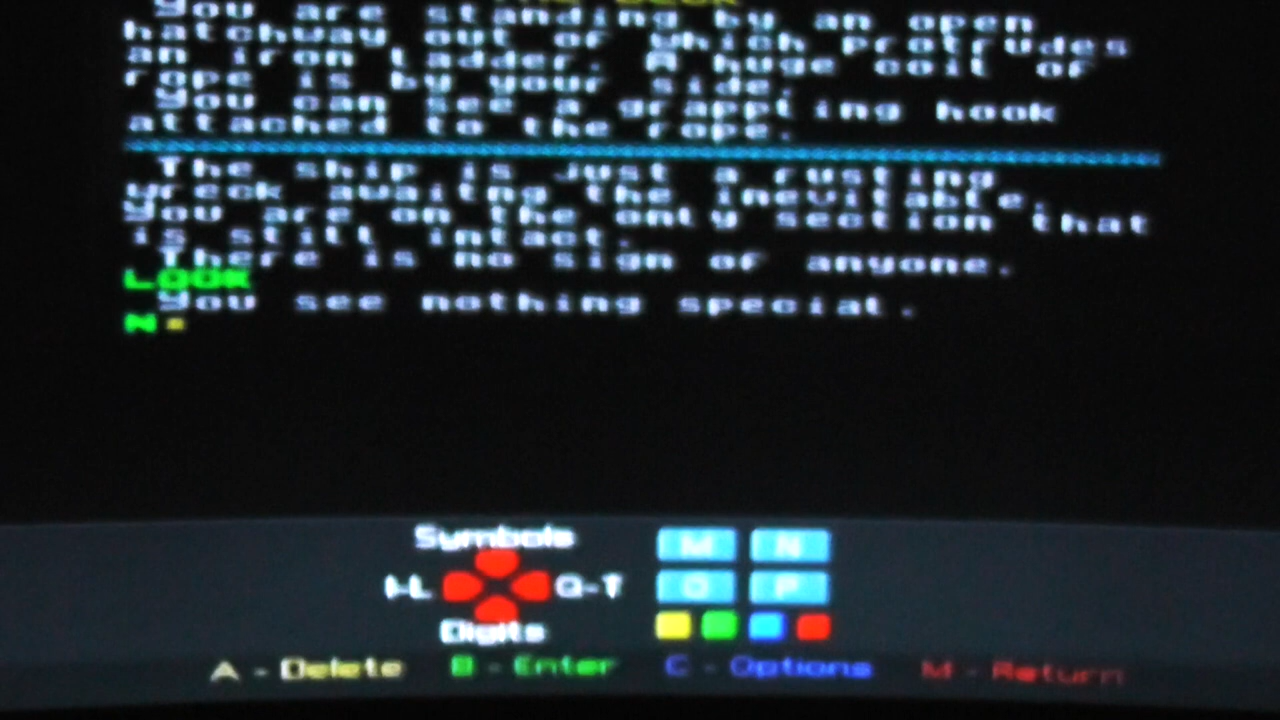 THE DECK
You are standing by an open
hatchway out of which protrudes
an iron ladder. A huge coil of
rope is by your side.
You can see a grappling hook
attached to the rope.
The ship is just a rusting
wreck awaitng the inevitable.
You are on the only section that
is still intact.
There is no sign of anyone.
LOOK
You see nothing special.
N
Symbols
M N
I-L Q-T
O P
Digits
A - Delete B - Enter C - Options M - Return